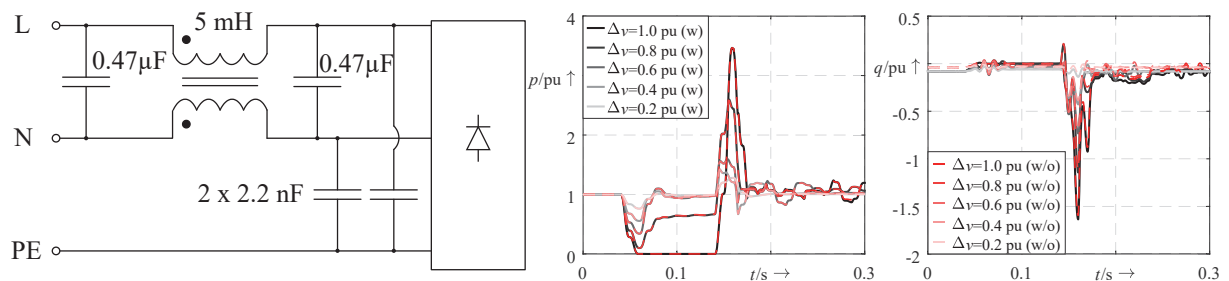 L
5 mH
0.47µF
0.47µF
N
2 x 2.2 nF
PE
p/pu ↑
4
3
2
1
0
Δv=1.0 pu (w)
Δv=0.8 pu (w)
Δv=0.6 pu (w)
Δv=0.4 pu (w)
Δv=0.2 pu (w)
0
0.1
t/s →
0.3
q/pu ↑
0.5
0
-0.5
-1
-1.5
-2
Δv=1.0 pu (w/o)
Δv=0.8 pu (w/o)
Δv=0.6 pu (w/o)
Δv=0.4 pu (w/o)
Δv=0.2 pu (w/o)
0
0.1
t/s →
0.3